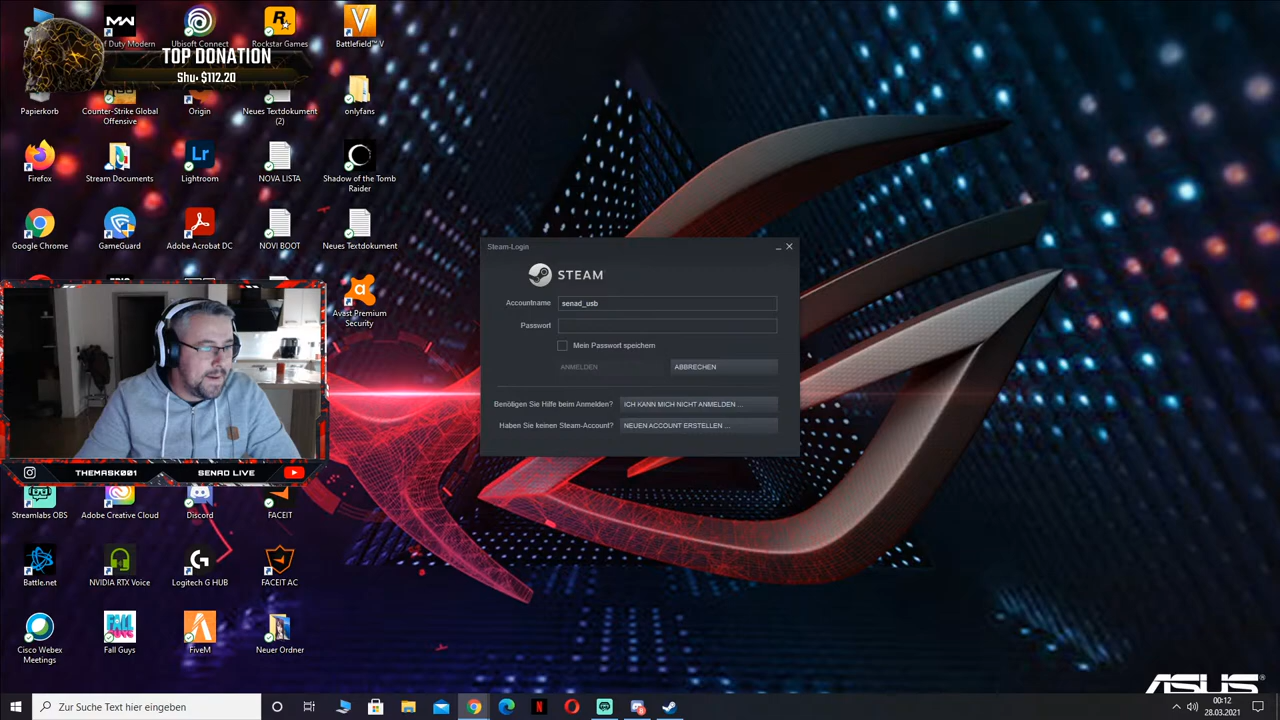 of Duty Modern
Ubisoft Connect
Rockstar Games
Battlefield™ V
TOP DONATION
Shu• $112.20
Papierkorb
Counter-Strike Global
Offensive
Origin
Neues Textdokument
(2)
onlyfans
Firefox
Stream Documents
Lr
Lightroom
NOVA LISTA
Shadow of the Tomb
Raider
Google Chrome
GameGuard
Adobe Acrobat DC
NOVI BOOT
Neues Textdokument
Avast Premium
Security
Steam-Login
STEAM
Accountname
senad_usb
Passwort
Mein Passwort speichern
ANMELDEN
ABBRECHEN
Benötigen Sie Hilfe beim Anmelden?
ICH KANN MICH NICHT ANMELDEN ...
Haben Sie keinen Steam-Account?
NEUEN ACCOUNT ERSTELLEN ...
THEMASK001
SENAD LIVE
Streamlabs OBS
Adobe Creative Cloud
Discord
FACEIT
Battle.net
NVIDIA RTX Voice
Logitech G HUB
FACEIT AC
Cisco Webex
Meetings
Fall Guys
FiveM
Neuer Ordner
ASUS
Zur Suche Text hier eingeben
00:12
28.03.2021